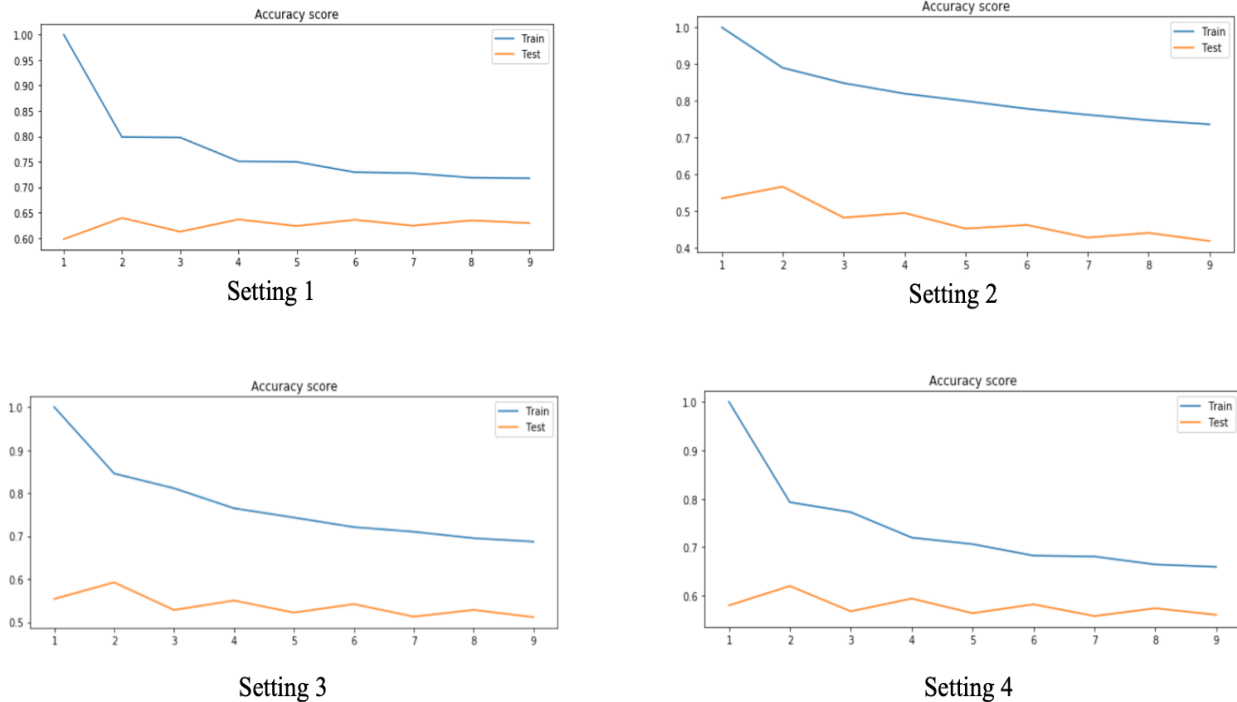 Accuracy score
1.00
0.95
0.90
0.85
0.80
0.75
0.70
0.65
0.60
Train
Test
1 2 3 4 5 6 7 8 9
Setting 1
Accuracy score
1.0
0.9
0.8
0.7
0.6
0.5
0.4
Train
Test
1 2 3 4 5 6 7 8 9
Setting 2
Accuracy score
1.0
0.9
0.8
0.7
0.6
0.5
Train
Test
1 2 3 4 5 6 7 8 9
Setting 3
Accuracy score
1.0
0.9
0.8
0.7
0.6
Train
Test
1 2 3 4 5 6 7 8 9
Setting 4